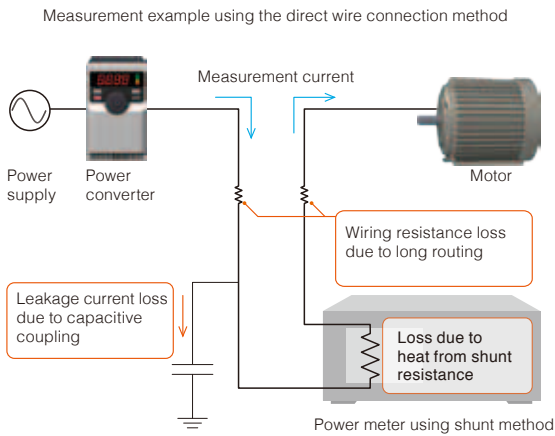 Measurement example using the direct wire connection method
Measurement current
Power
supply
Power
converter
Motor
Wiring resistance loss
due to long routing
Leakage current loss
due to capacitive
coupling
Loss due to
heat from shunt
resistance
Power meter using shunt method